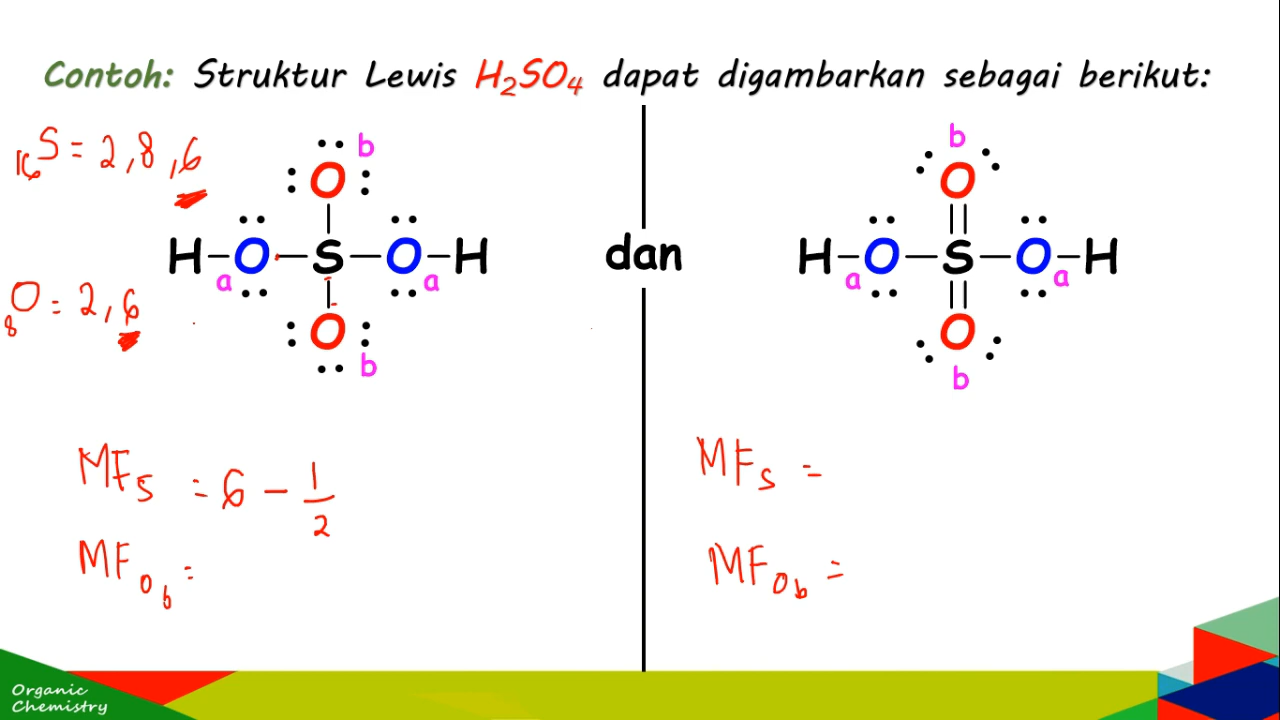 Contoh: Struktur Lewis H₂SO₄ dapat digambarkan sebagai berikut:
₁₆S = 2,8,6
₈O = 2,6
b
O
H-O-S-O-H
a a
O
b
dan
b
O
H-O-S-O-H
a a
O
b
MFS = 6 - 1/2
MFOb =
MFS =
MFOb =
Organic
Chemistry